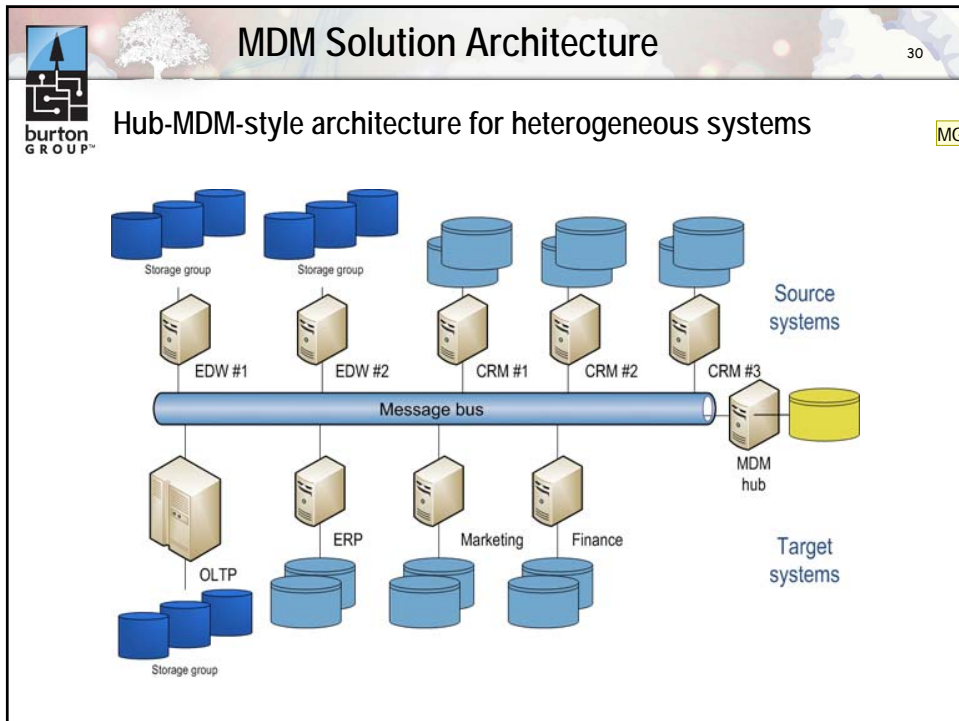 MDM Solution Architecture
30
burton
GROUP™
Hub-MDM-style architecture for heterogeneous systems
MG
Storage group
Storage group
Source
systems
EDW #1
EDW #2
CRM #1
CRM #2
CRM #3
Message bus
MDM
hub
ERP
Marketing
Finance
Target
systems
OLTP
Storage group